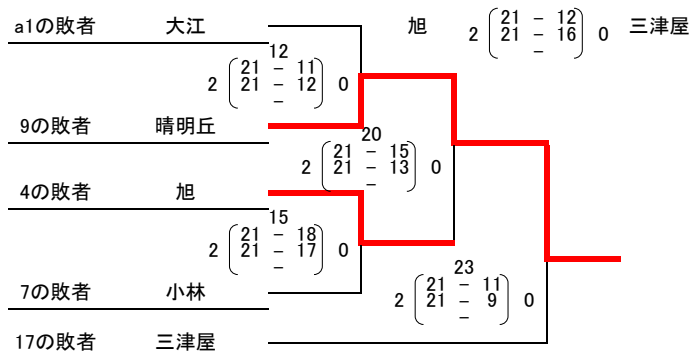 a1の敗者 大江
旭 2 21 - 12 0 三津屋
21 - 16
-
12
2 21 - 11 0
21 - 12
-
9の敗者 晴明丘
20
2 21 - 15 0
21 - 13
-
4の敗者 旭
15
2 21 - 18 0
21 - 17
-
7の敗者 小林
23
2 21 - 11 0
21 - 9
-
17の敗者 三津屋